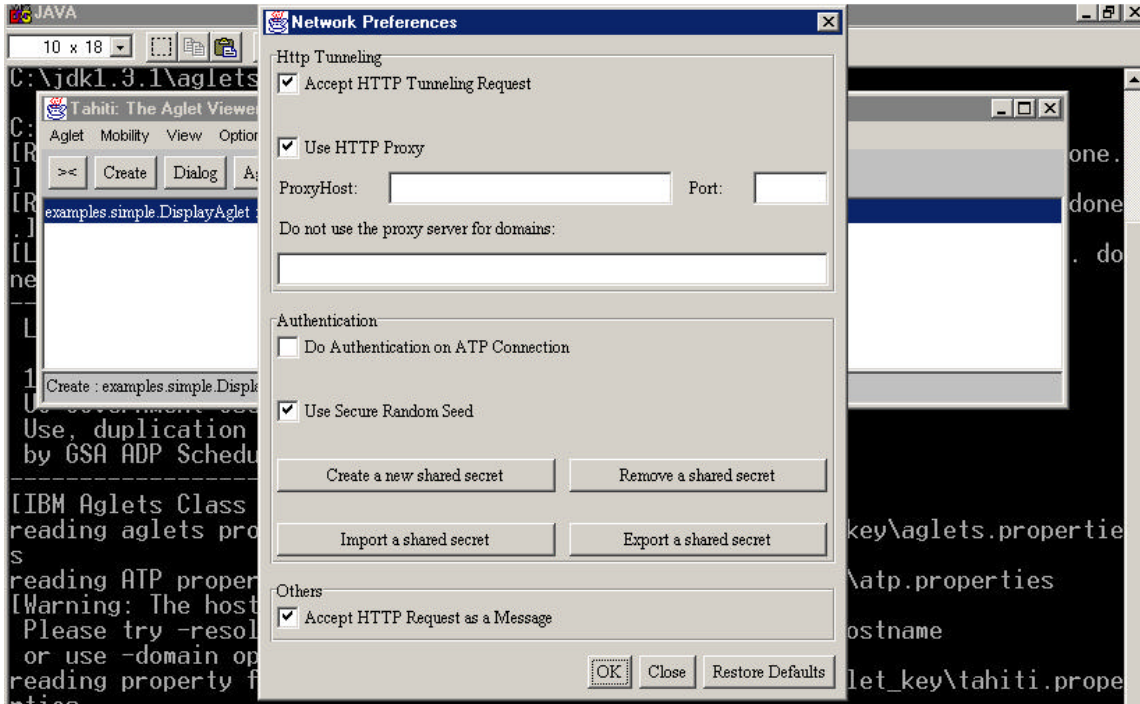 JAVA
10 x 18
C:\jdk1.3.1\aglets
Tahiti: The Aglet Viewer
Aglet Mobility View Option
>< Create Dialog
examples.simple.DisplayAglet :
Create : examples.simple.Displ
Network Preferences
Http Tunneling
Accept HTTP Tunneling Request
Use HTTP Proxy
ProxyHost: Port:
Do not use the proxy server for domains:
Authentication
Do Authentication on ATP Connection
Use Secure Random Seed
Create a new shared secret Remove a shared secret
Import a shared secret Export a shared secret
Others
Accept HTTP Request as a Message
OK Close Restore Defaults
C:
[R one.
]
[R done
.]
[L . do
ne
L
1
Use, duplication
by GSA ADP Schedu
[IBM Aglets Class
reading aglets pro key\aglets.propertie
s
reading ATP proper \atp.properties
[Warning: The host
Please try -resol ostname
or use -domain op
reading property f let_key\tahiti.prope